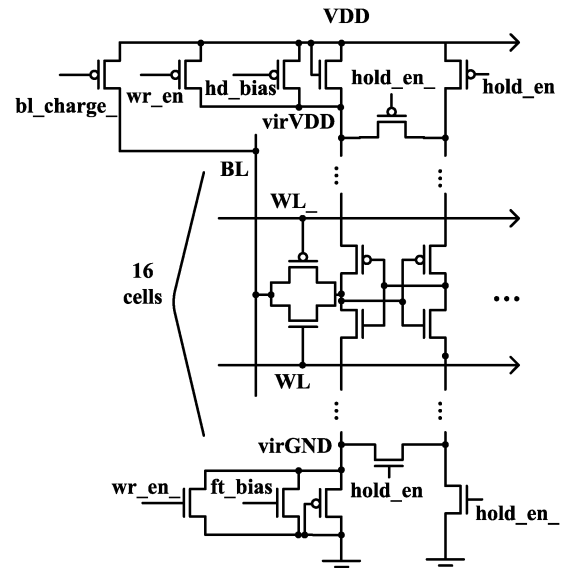 VDD
bl_charge_
wr_en
hd_bias
hold_en_
hold_en
virVDD
BL
...
...
WL_
16
cells
...
WL
...
...
virGND
wr_en_
ft_bias
hold_en
hold_en_